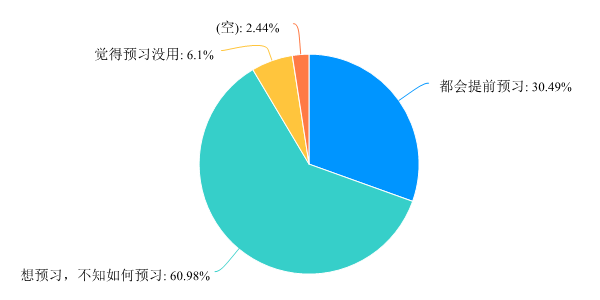 (空): 2.44%
觉得预习没用: 6.1%
都会提前预习: 30.49%
想预习，不知如何预习: 60.98%